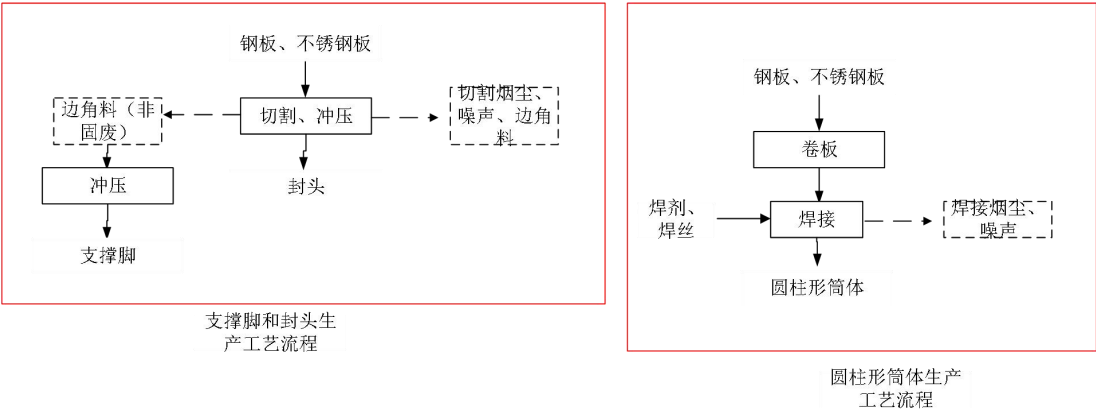 钢板、不锈钢板
边角料（非
固废）
切割、冲压
切割烟尘、
噪声、边角
料
冲压
封头
支撑脚
支撑脚和封头生
产工艺流程
钢板、不锈钢板
卷板
焊剂、
焊丝
焊接
焊接烟尘、
噪声
圆柱形筒体
圆柱形筒体生产
工艺流程